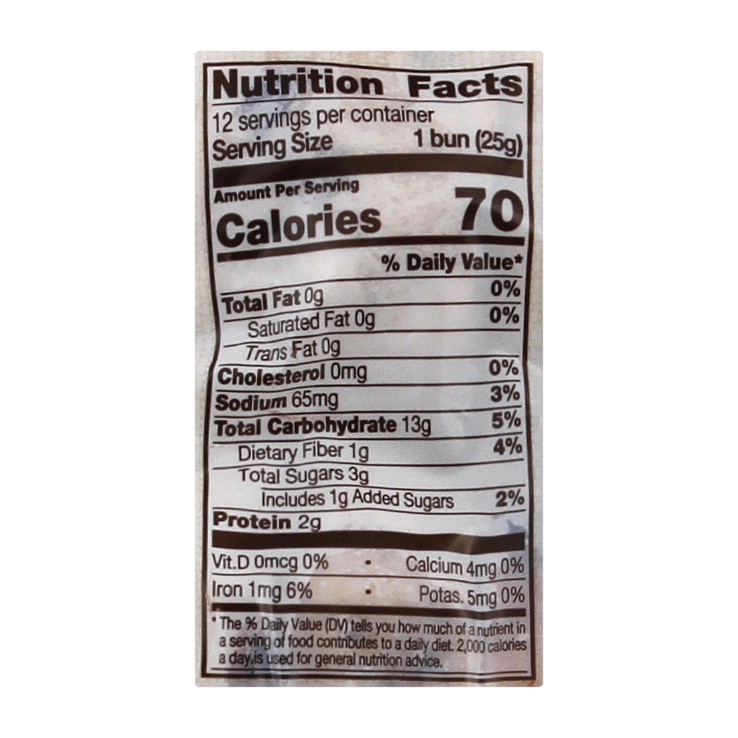 Nutrition Facts
12 servings per container
Serving Size 1 bun (25g)
Amount Per Serving
Calories 70
% Daily Value*
Total Fat 0g 0%
Saturated Fat 0g 0%
Trans Fat 0g
Cholesterol 0mg 0%
Sodium 65mg 3%
Total Carbohydrate 13g 5%
Dietary Fiber 1g 4%
Total Sugars 3g
Includes 1g Added Sugars 2%
Protein 2g
Vit.D 0mcg 0% • Calcium 4mg 0%
Iron 1mg 6% • Potas. 5mg 0%
* The % Daily Value (DV) tells you how much of a nutrient in
a serving of food contributes to a daily diet. 2,000 calories
a day is used for general nutrition advice.